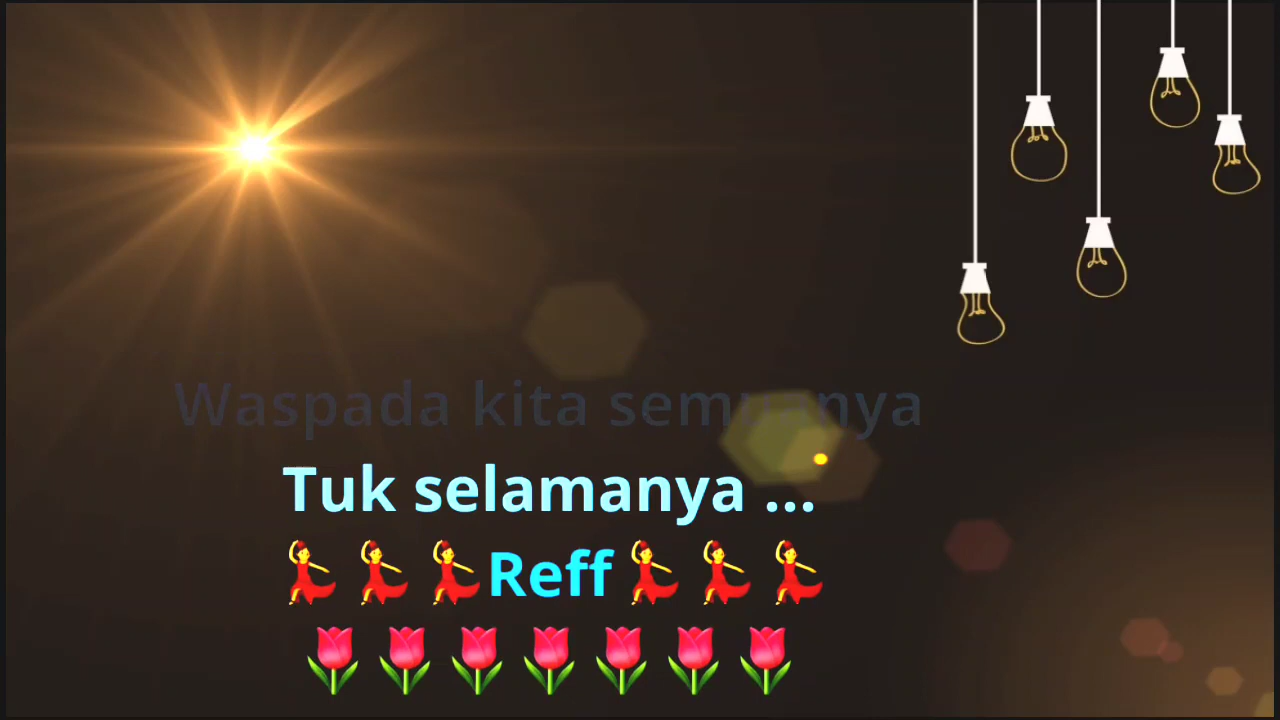 Waspada kita semuanya
Tuk selamanya ...
💃💃💃Reff💃💃💃
🌷🌷🌷🌷🌷🌷🌷